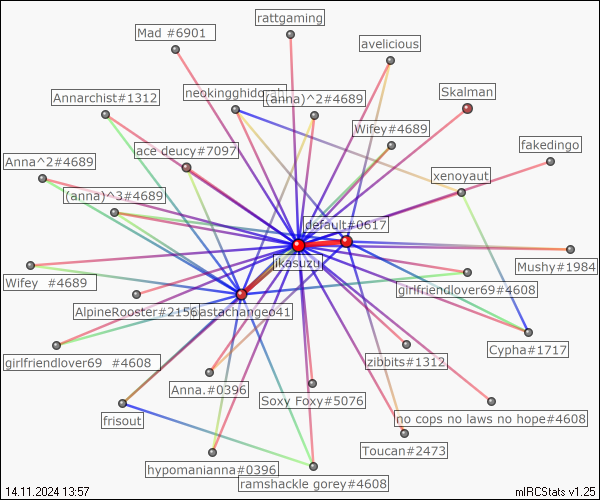 rattgaming
Mad #6901
avelicious
Skalman
neokingghidorah
(anna)^2#4689
Annarchist#1312
Wifey#4689
fakedingo
ace deucy#7097
Anna^2#4689
xenoyaut
(anna)^3#4689
default#0617
ikasuzu
Mushy#1984
Wifey #4689
girlfriendlover69#4608
AlpineRooster#2156
pastachangeo41
Cypha#1717
girlfriendlover69 #4608
zibbits#1312
Anna.#0396
Soxy Foxy#5076
no cops no laws no hope#4608
frisout
Toucan#2473
hypomanianna#0396
ramshackle gorey#4608
14.11.2024 13:57
mIRCStats v1.25